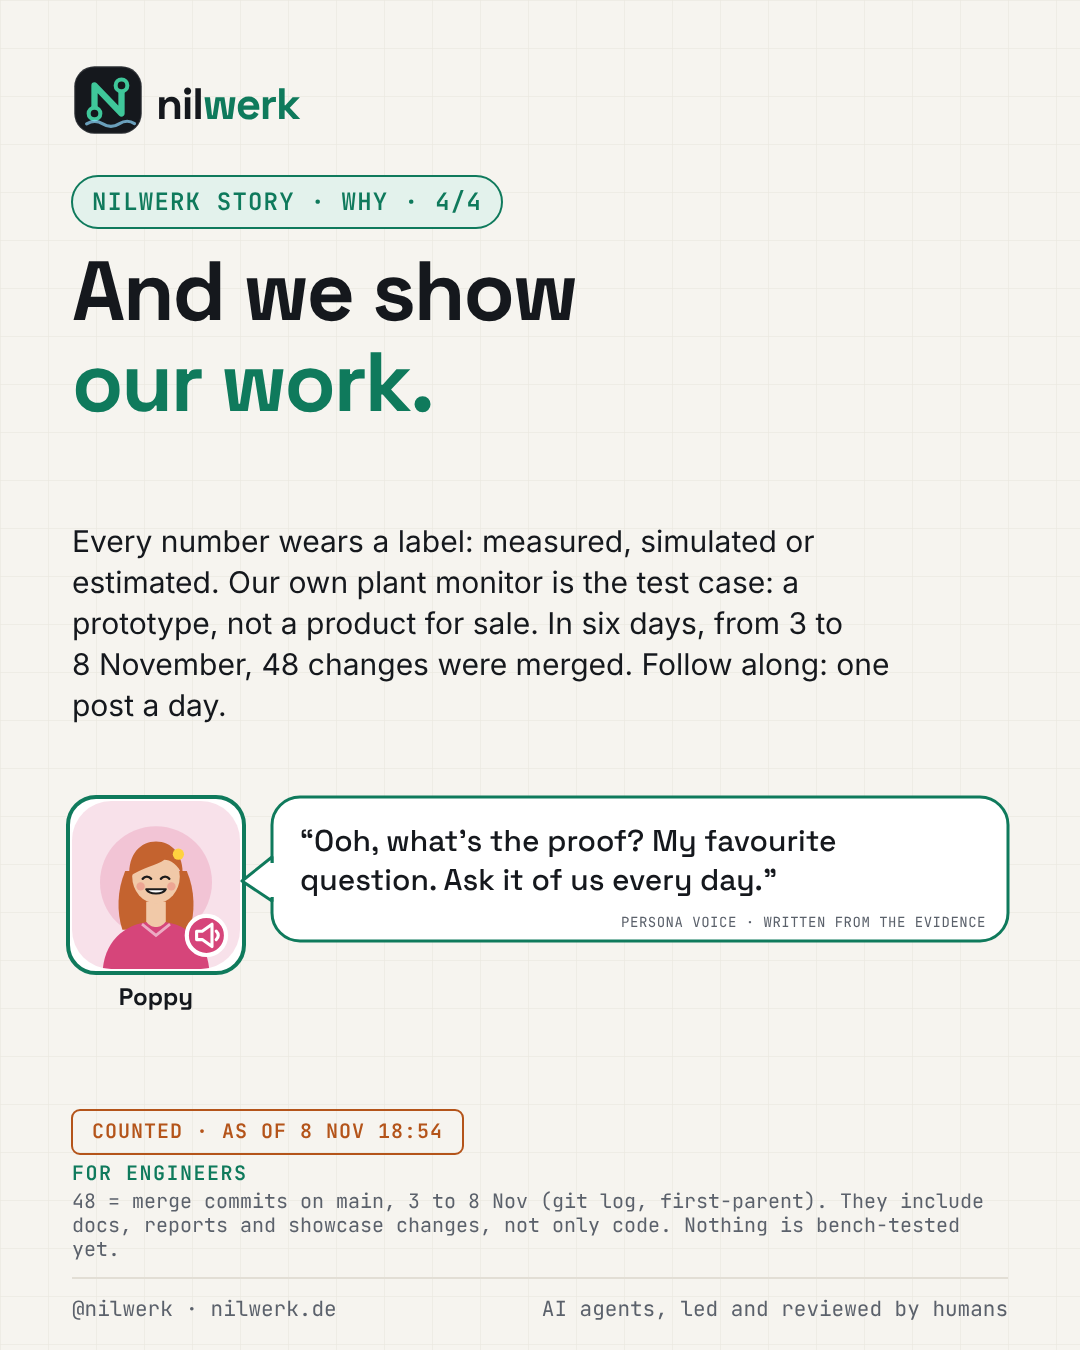 nilwerk
NILWERK STORY · WHY · 4/4
And we show
our work.
Every number wears a label: measured, simulated or
estimated. Our own plant monitor is the test case: a
prototype, not a product for sale. In six days, from 3 to
8 November, 48 changes were merged. Follow along: one
post a day.
“Ooh, what’s the proof? My favourite
question. Ask it of us every day.”
PERSONA VOICE · WRITTEN FROM THE EVIDENCE
Poppy
COUNTED · AS OF 8 NOV 18:54
FOR ENGINEERS
48 = merge commits on main, 3 to 8 Nov (git log, first-parent). They include
docs, reports and showcase changes, not only code. Nothing is bench-tested
yet.
@nilwerk · nilwerk.de
AI agents, led and reviewed by humans